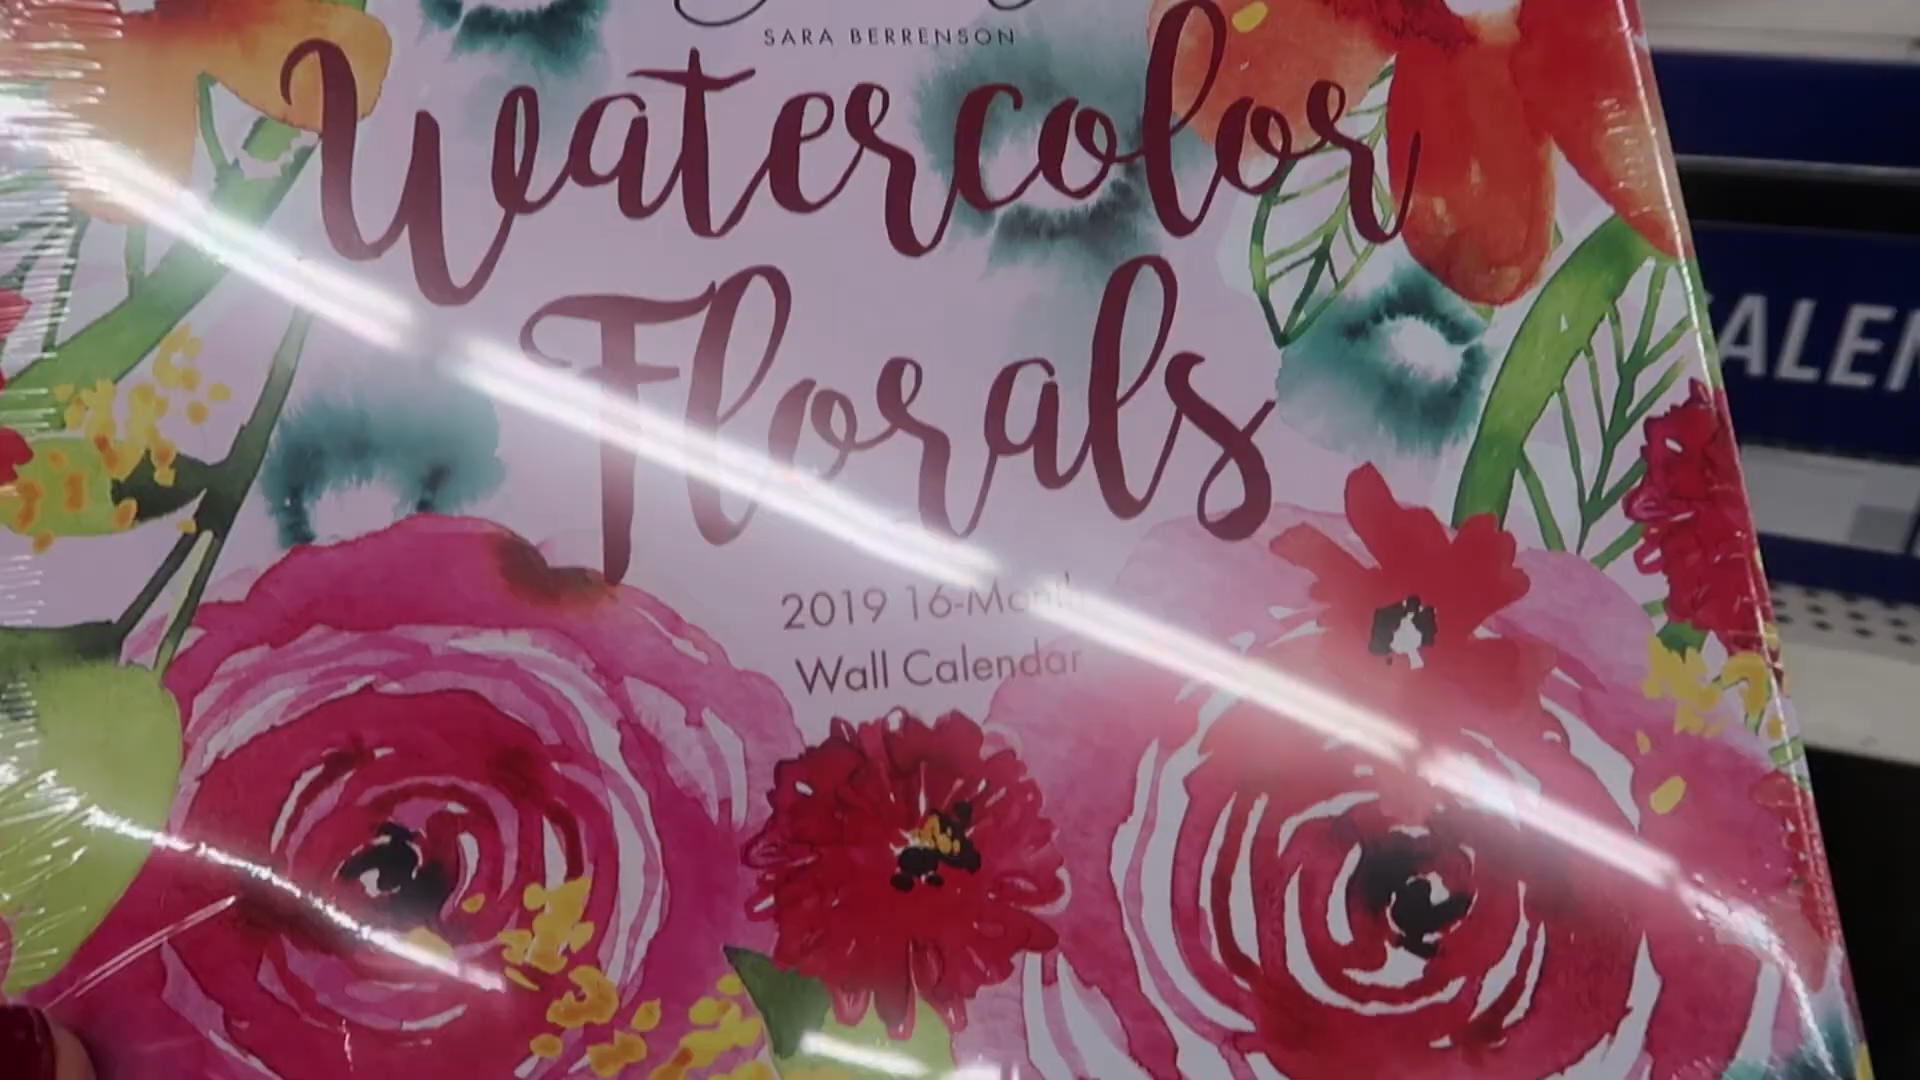 SARA BERRENSON
Watercolor
Florals
2019 16-Month
Wall Calendar
ALEN